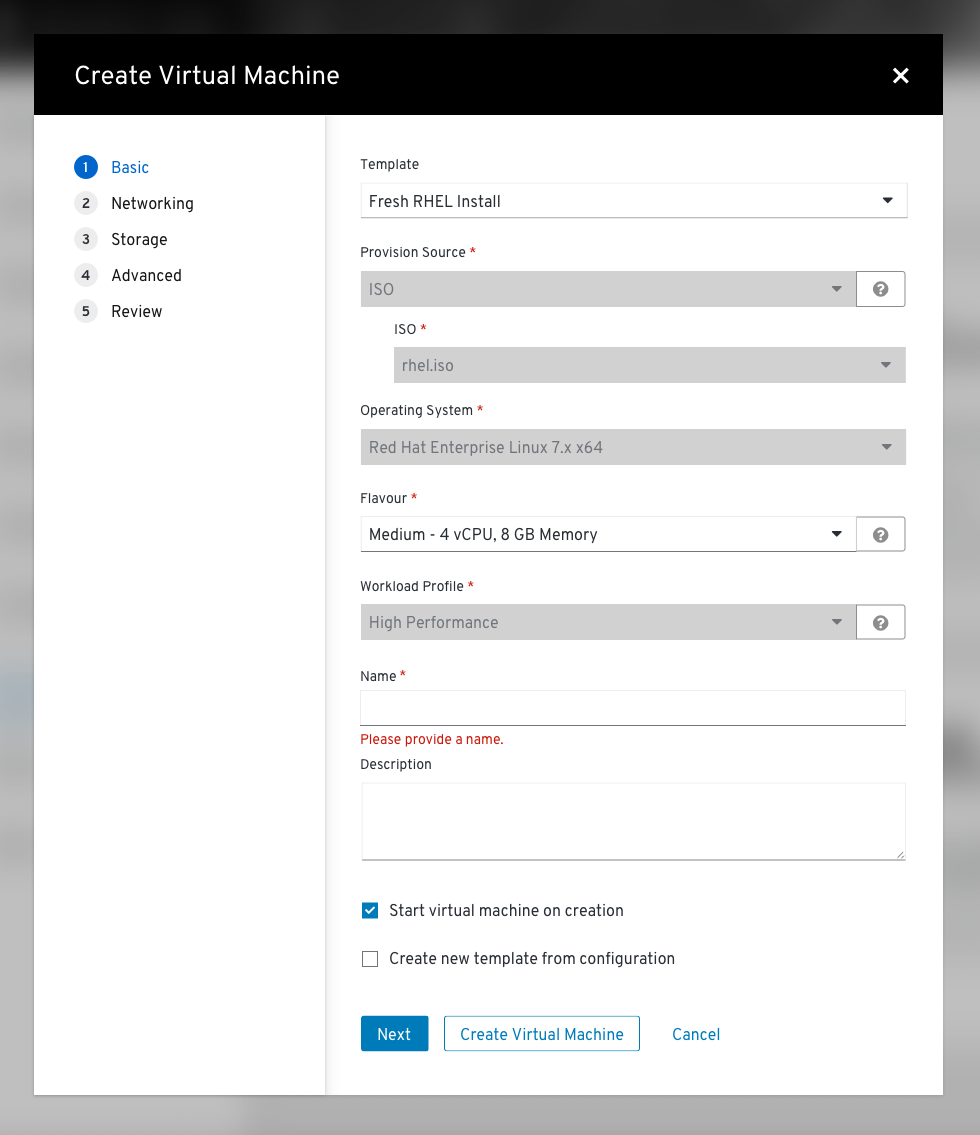 Create Virtual Machine
1 Basic
2 Networking
3 Storage
4 Advanced
5 Review
Template
Fresh RHEL Install
Provision Source *
ISO
ISO *
rhel.iso
Operating System *
Red Hat Enterprise Linux 7.x x64
Flavour *
Medium - 4 vCPU, 8 GB Memory
Workload Profile *
High Performance
Name *
Please provide a name.
Description
Start virtual machine on creation
Create new template from configuration
Next Create Virtual Machine Cancel